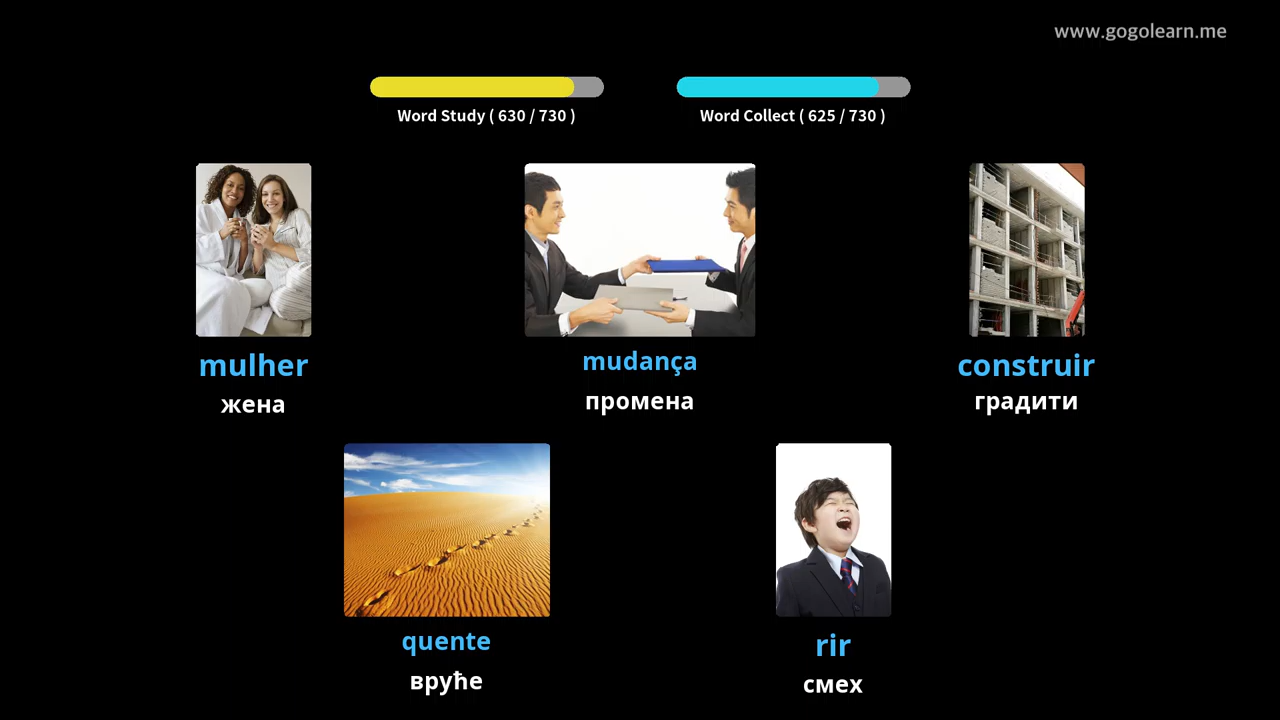 www.gogolearn.me
Word Study ( 630 / 730 )
Word Collect ( 625 / 730 )
mulher
жена
mudança
промена
construir
градити
quente
вруће
rir
смех